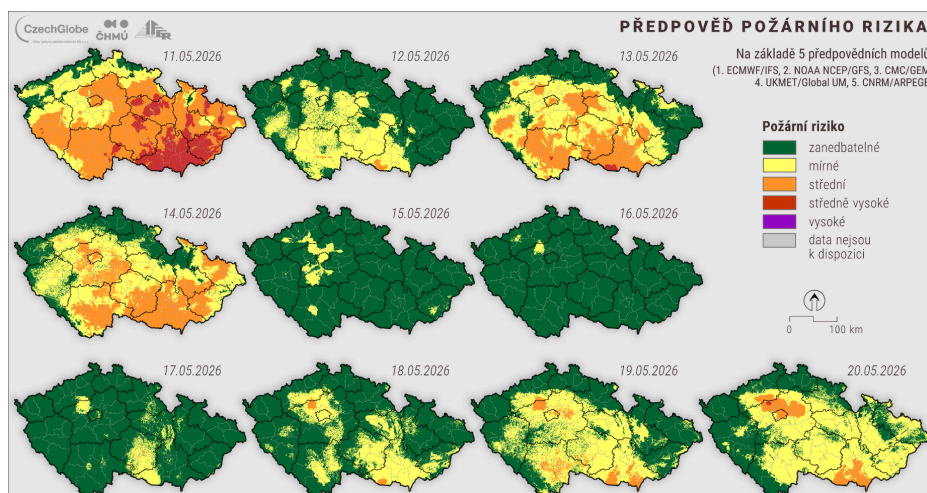 CzechGlobe
ČHMÚ
PŘEDPOVĚĎ POŽÁRNÍHO RIZIKA
Na základě 5 předpovědních modelů
(1. ECMWF/IFS, 2. NOAA NCEP/GFS, 3. CMC/GEM
4. UKMET/Global UM, 5. CNRM/ARPEGE
11.05.2026
12.05.2026
13.05.2026
Požární riziko
zanedbatelné
mírné
střední
středně vysoké
vysoké
data nejsou
k dispozici
14.05.2026
15.05.2026
16.05.2026
0 100 km
17.05.2026
18.05.2026
19.05.2026
20.05.2026